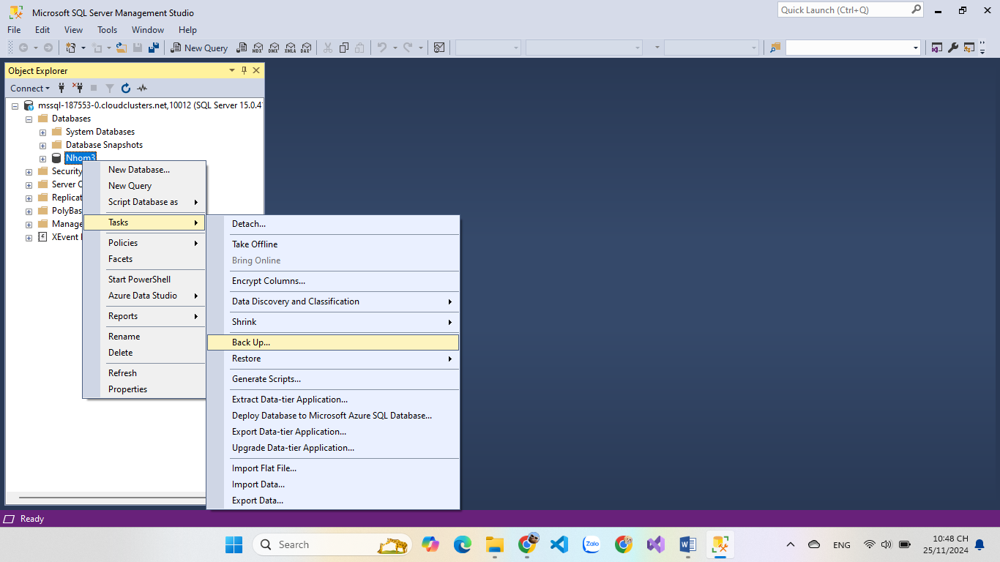 Microsoft SQL Server Management Studio
Quick Launch (Ctrl+Q)
File Edit View Tools Window Help
New Query MDX DMX XMLA DAX
Object Explorer
Connect
mssql-187553-0.cloudclusters.net,10012 (SQL Server 15.0.4
Databases
System Databases
Database Snapshots
Nhom3
Security
Server O
Replicat
PolyBas
Manage
XEvent
New Database...
New Query
Script Database as
Tasks
Policies
Facets
Start PowerShell
Azure Data Studio
Reports
Rename
Delete
Refresh
Properties
Detach...
Take Offline
Bring Online
Encrypt Columns...
Data Discovery and Classification
Shrink
Back Up...
Restore
Generate Scripts...
Extract Data-tier Application...
Deploy Database to Microsoft Azure SQL Database...
Export Data-tier Application...
Upgrade Data-tier Application...
Import Flat File...
Import Data...
Export Data...
Ready
Search
Zalo
ENG
10:48 CH
25/11/2024